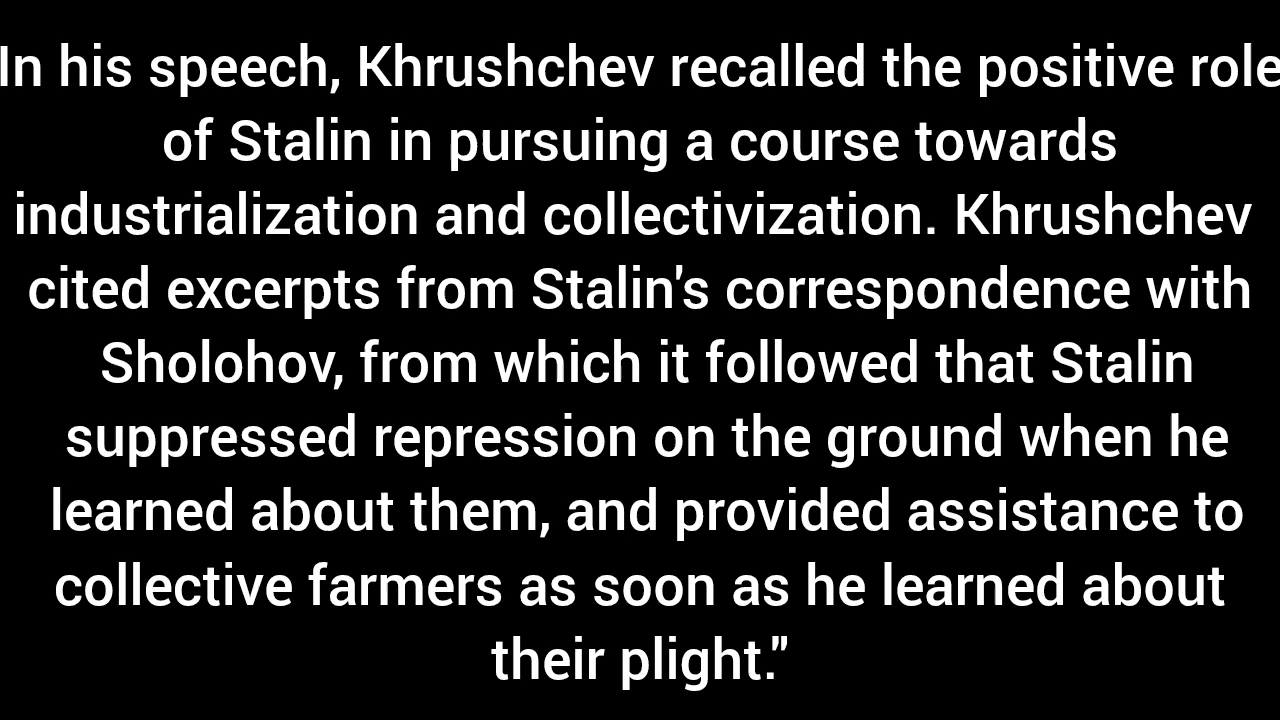 In his speech, Khrushchev recalled the positive role
of Stalin in pursuing a course towards
industrialization and collectivization. Khrushchev
cited excerpts from Stalin's correspondence with
Sholohov, from which it followed that Stalin
suppressed repression on the ground when he
learned about them, and provided assistance to
collective farmers as soon as he learned about
their plight."